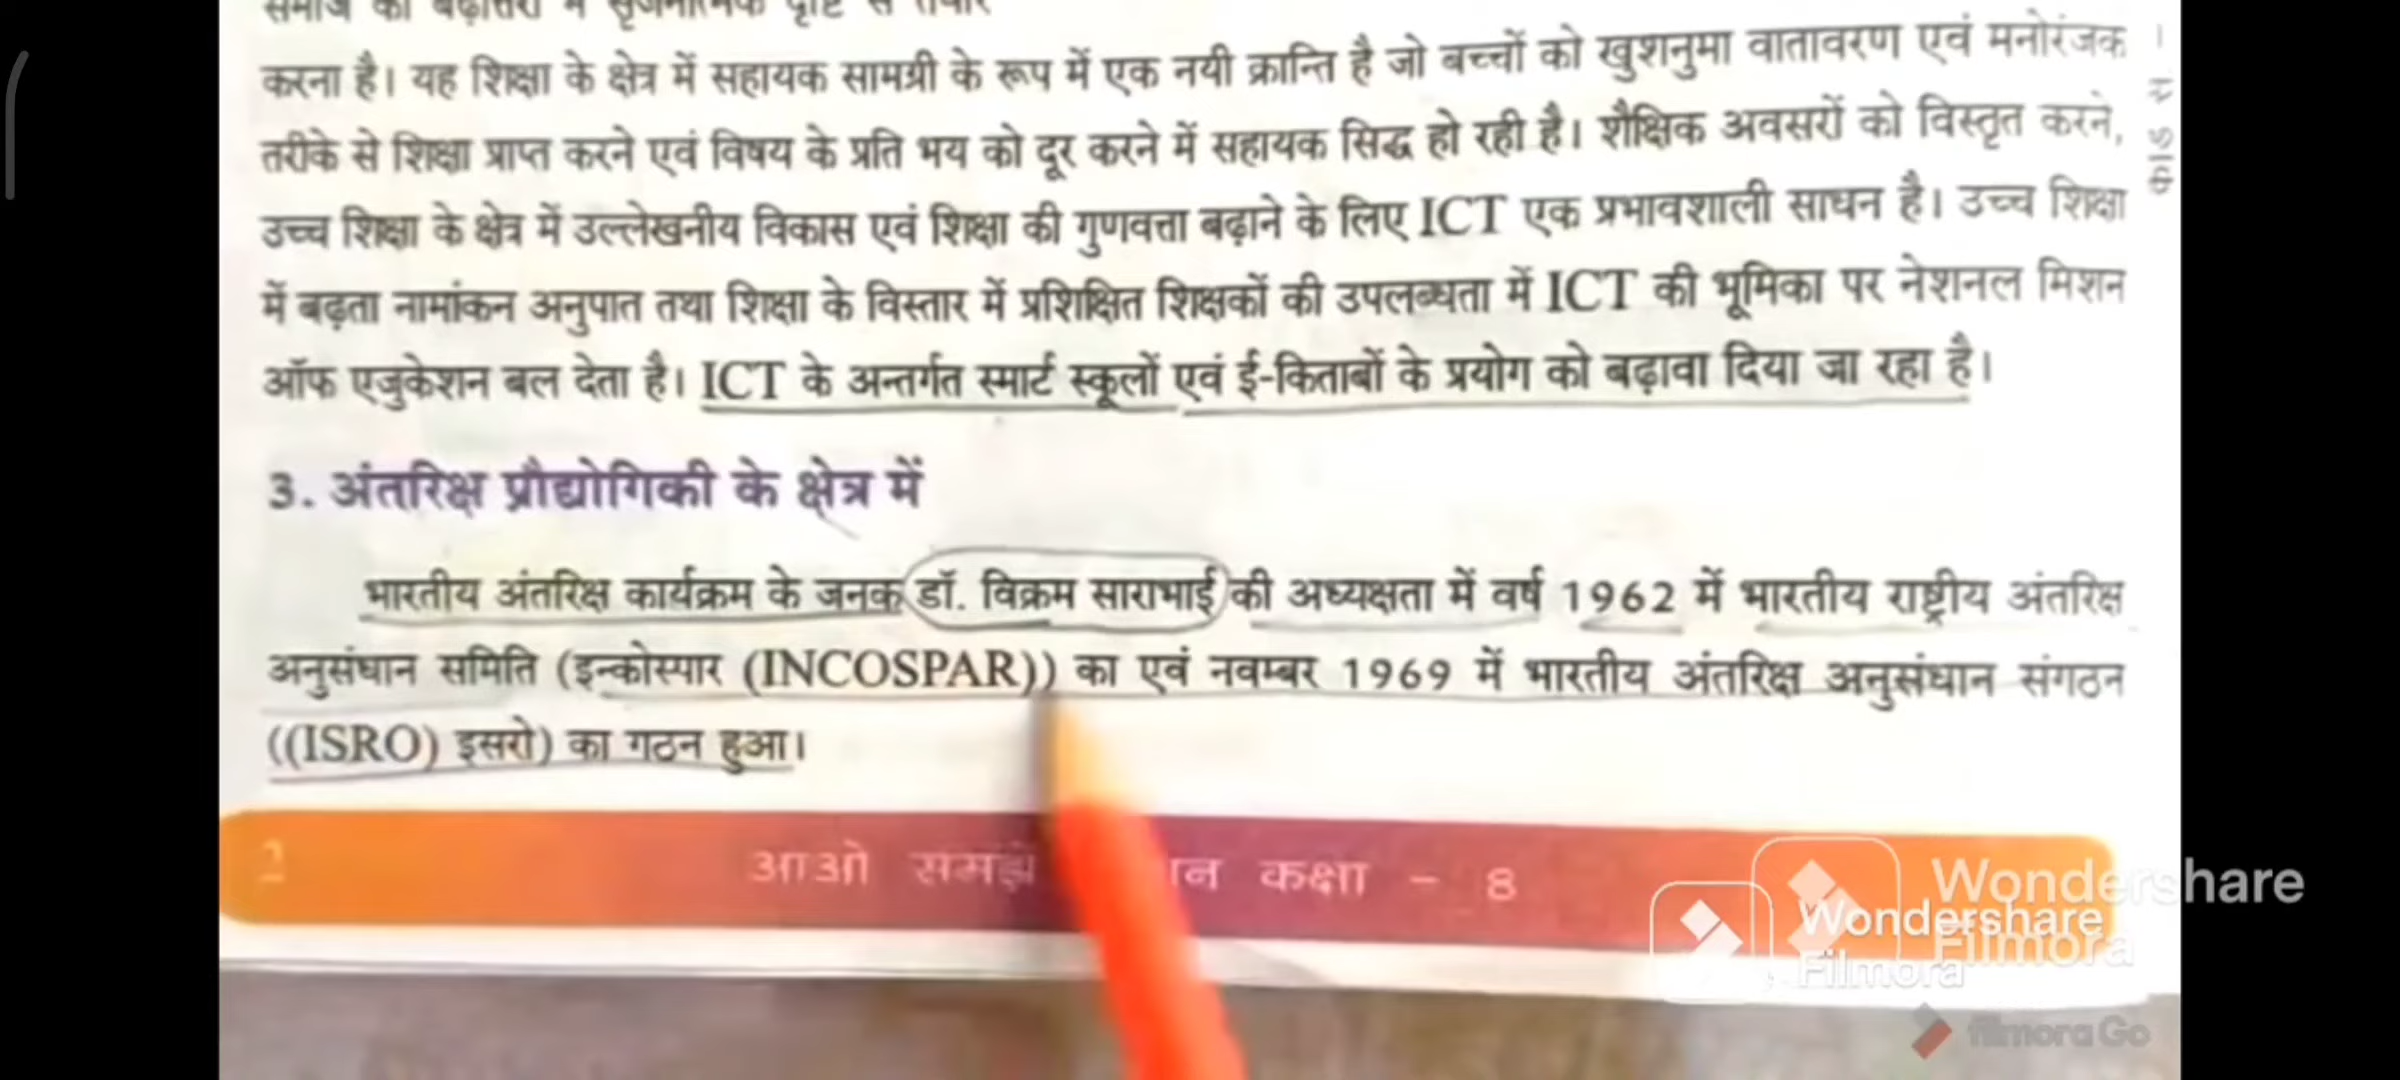 करना है। यह शिक्षा के क्षेत्र में सहायक सामग्री के रूप में एक नयी क्रान्ति है जो बच्चों को खुशनुमा वातावरण एवं मनोरंजक
तरीके से शिक्षा प्राप्त करने एवं विषय के प्रति भय को दूर करने में सहायक सिद्ध हो रही है। शैक्षिक अवसरों को विस्तृत करने,
उच्च शिक्षा के क्षेत्र में उल्लेखनीय विकास एवं शिक्षा की गुणवत्ता बढ़ाने के लिए ICT एक प्रभावशाली साधन है। उच्च शिक्षा
में बढ़ता नामांकन अनुपात तथा शिक्षा के विस्तार में प्रशिक्षित शिक्षकों की उपलब्धता में ICT की भूमिका पर नेशनल मिशन
ऑफ एजुकेशन बल देता है। ICT के अन्तर्गत स्मार्ट स्कूलों एवं ई-किताबों के प्रयोग को बढ़ावा दिया जा रहा है।
3. अंतरिक्ष प्रौद्योगिकी के क्षेत्र में
भारतीय अंतरिक्ष कार्यक्रम के जनक डॉ. विक्रम साराभाई की अध्यक्षता में वर्ष 1962 में भारतीय राष्ट्रीय अंतरिक्ष
अनुसंधान समिति (इन्कोस्पार (INCOSPAR)) का एवं नवम्बर 1969 में भारतीय अंतरिक्ष अनुसंधान संगठन
((ISRO) इसरो) का गठन हुआ।
2 आओ समझें कक्षा - 8
Wondershare
Filmora
Wondershare
Filmora
filmora Go